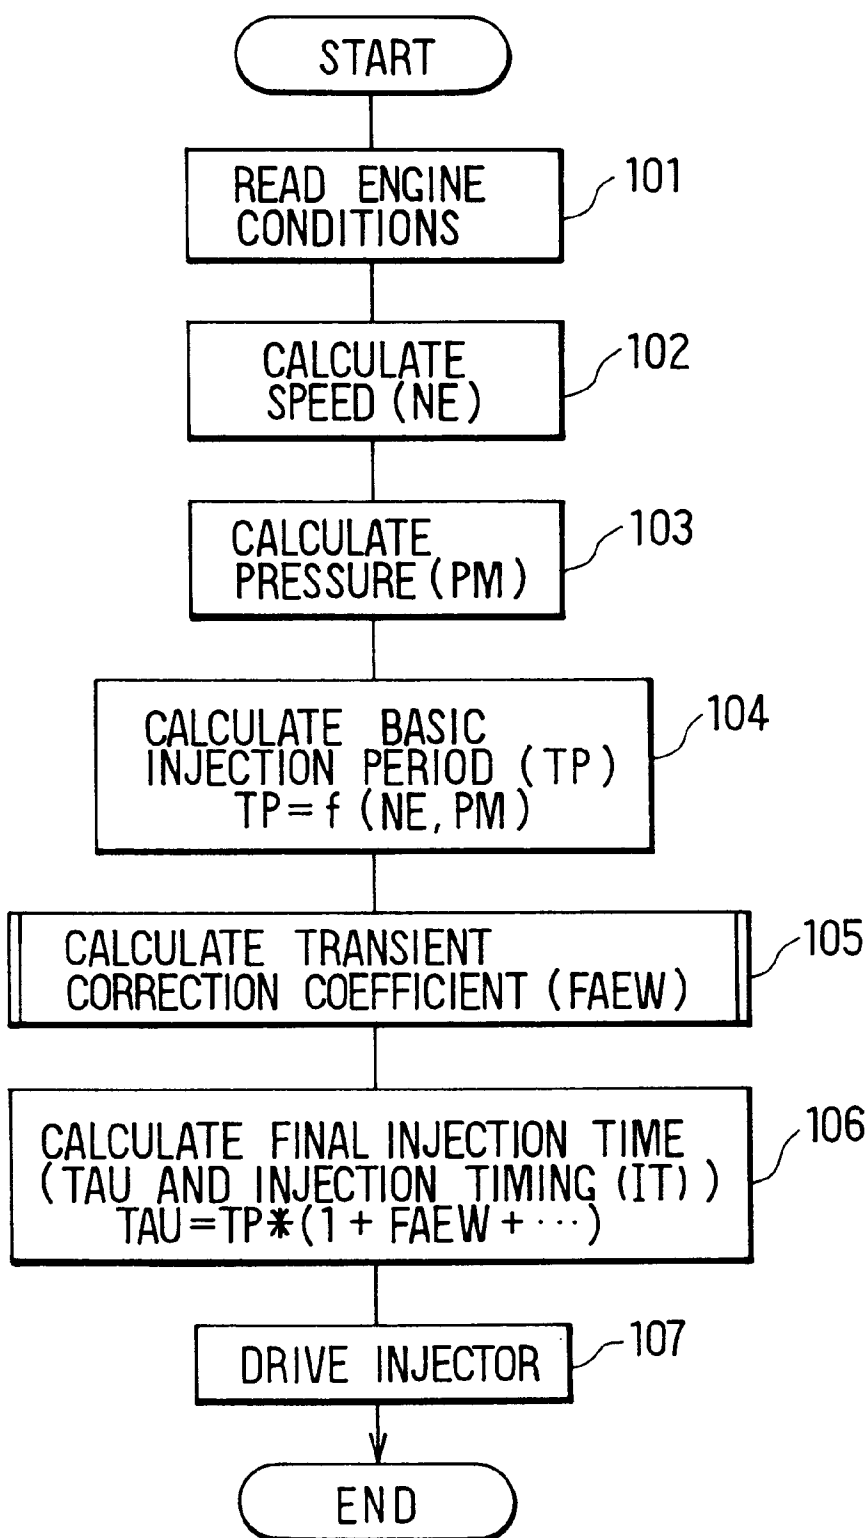 START
READ ENGINE
CONDITIONS
101
CALCULATE
SPEED (NE)
102
CALCULATE
PRESSURE (PM)
103
CALCULATE BASIC
INJECTION PERIOD (TP)
TP = f (NE, PM)
104
CALCULATE TRANSIENT
CORRECTION COEFFICIENT (FAEW)
105
CALCULATE FINAL INJECTION TIME
(TAU AND INJECTION TIMING (IT))
TAU = TP * (1 + FAEW + ···)
106
DRIVE INJECTOR
107
END